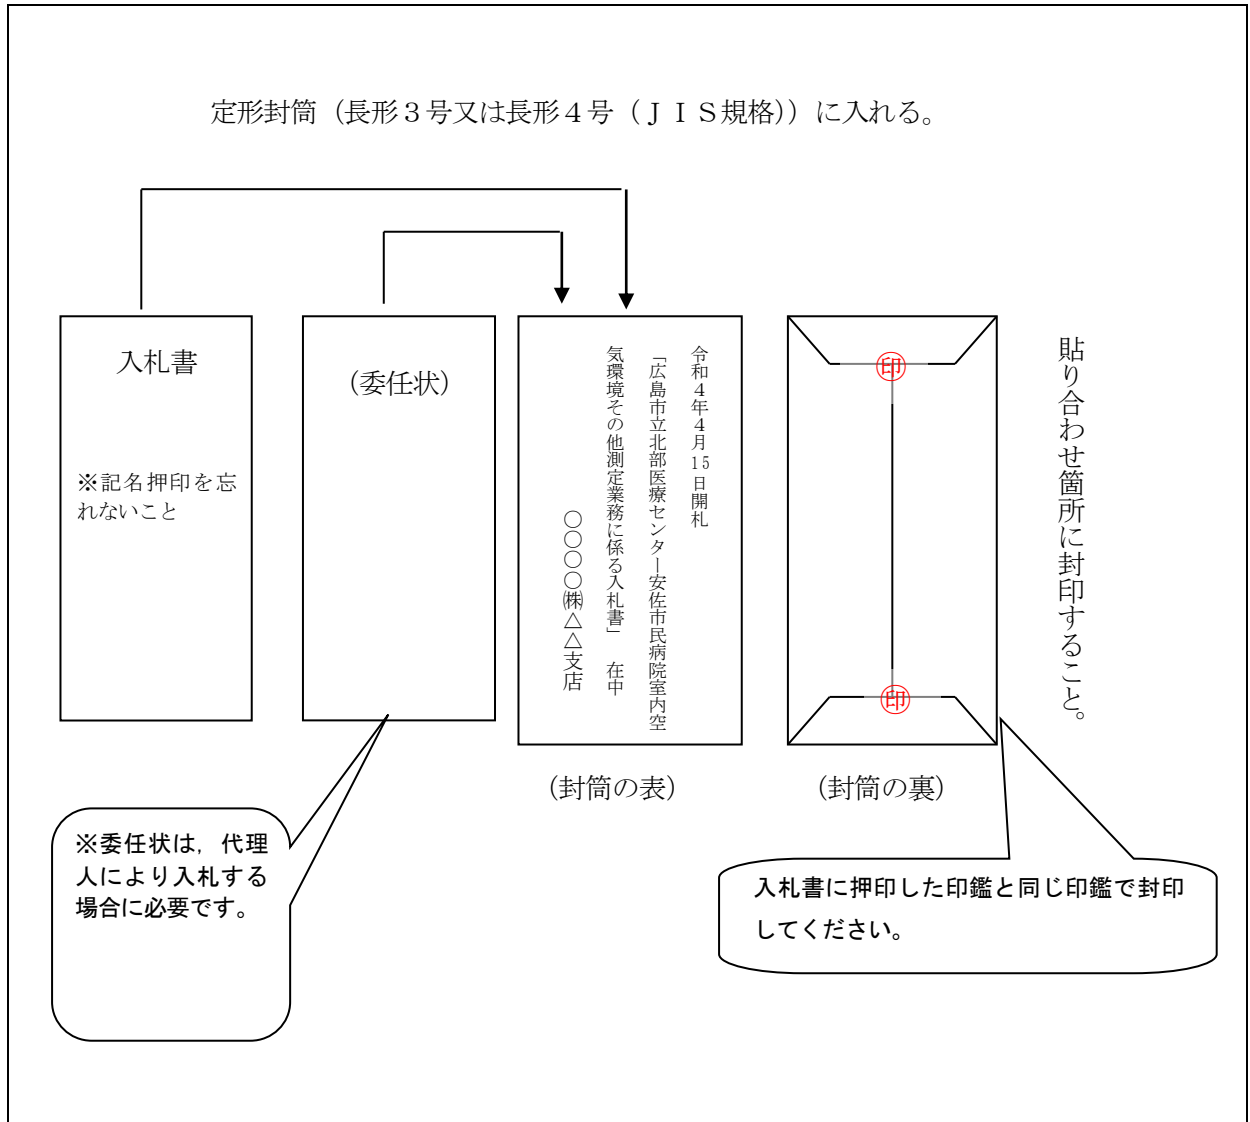 定形封筒（長形３号又は長形４号（ＪＩＳ規格））に入れる。
入札書
※記名押印を忘
れないこと
（委任状）
令和４年４月15日開札
「広島市立北部医療センター安佐市民病院室内空
気環境その他測定業務に係る入札書」　在中
〇〇〇〇㈱△△支店
印
印
貼り合わせ箇所に封印すること。
（封筒の表）
（封筒の裏）
※委任状は，代理
人により入札する
場合に必要です。
入札書に押印した印鑑と同じ印鑑で封印
してください。